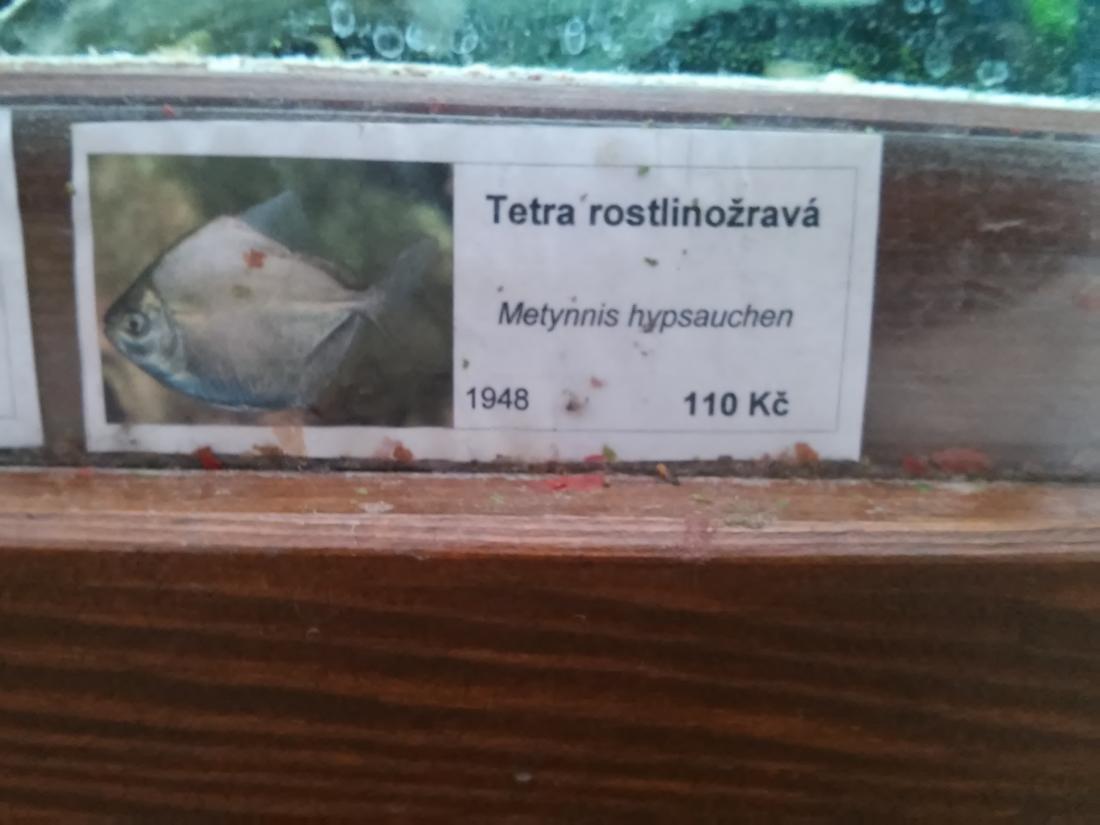 Tetra rostlinožravá
Metynnis hypsauchen
1948 110 Kč